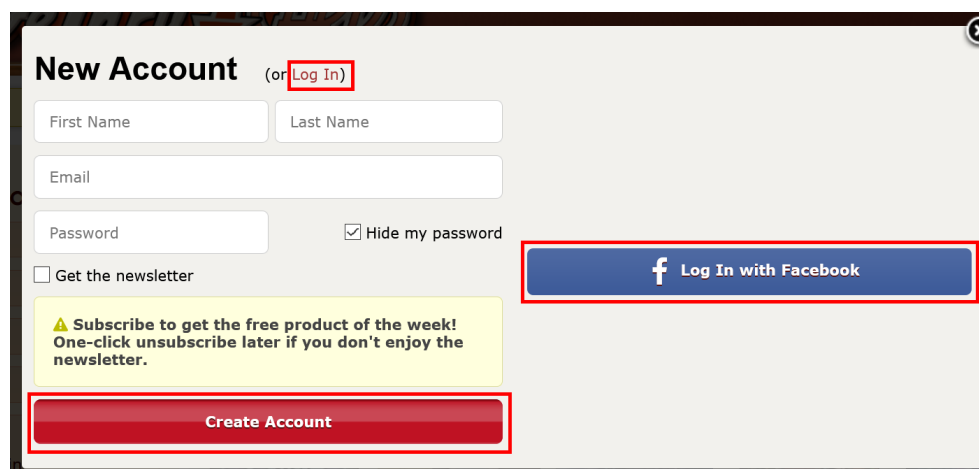 New Account (or Log In)
First Name
Last Name
Email
Password
Hide my password
Get the newsletter
Subscribe to get the free product of the week!
One-click unsubscribe later if you don't enjoy the
newsletter.
Create Account
f Log In with Facebook